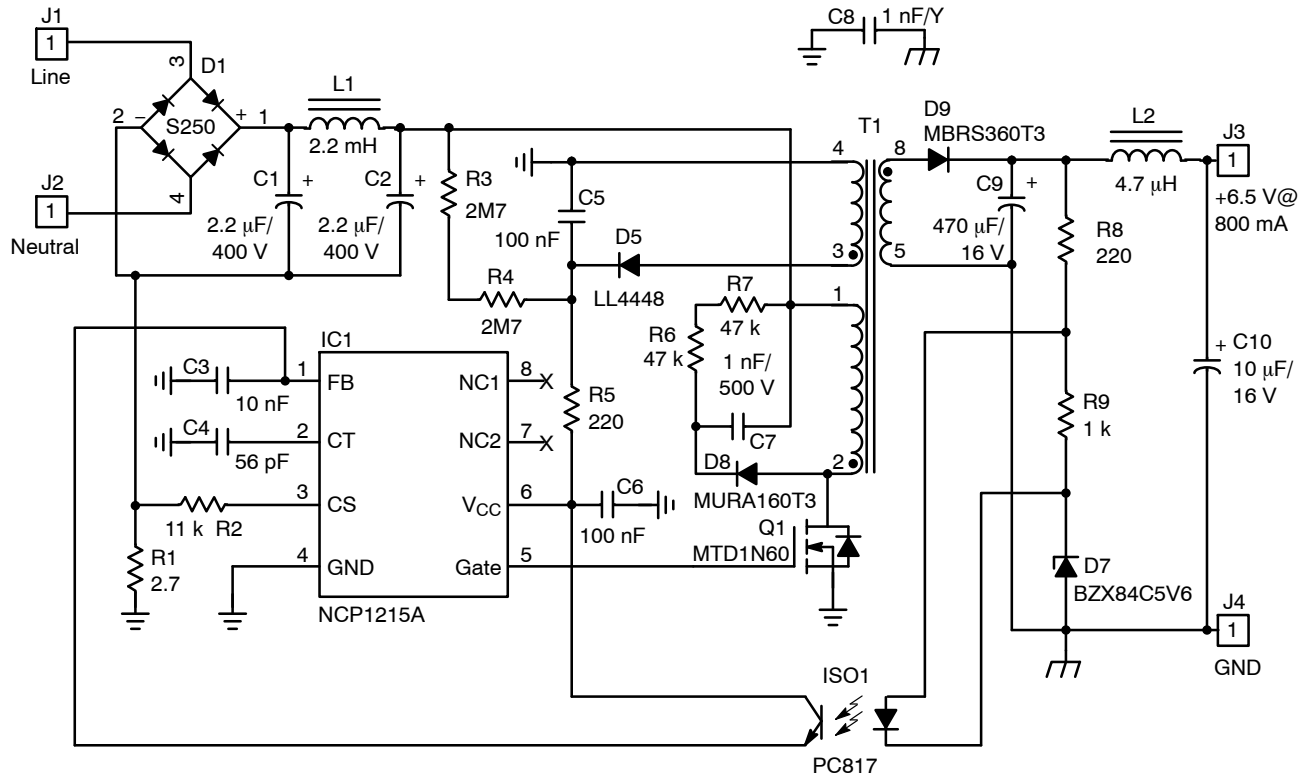 J1
1
Line
3
D1
2
−
S250
+
1
4
J2
1
Neutral
L1
2.2 mH
C1
+
2.2 μF/
400 V
C2
+
2.2 μF/
400 V
R3
2M7
R4
2M7
C5
100 nF
D5
LL4448
C8
1 nF/Y
T1
4
3
8
5
1
2
D9
MBRS360T3
C9
+
470 μF/
16 V
L2
4.7 μH
J3
1
+6.5 V@
800 mA
R8
220
R7
47 k
R6
47 k
1 nF/
500 V
C7
D8
MURA160T3
Q1
MTD1N60
IC1
1
FB
2
CT
3
CS
4
GND
8
NC1
X
7
NC2
X
6
VCC
5
Gate
NCP1215A
C3
10 nF
C4
56 pF
11 k R2
R1
2.7
R5
220
C6
100 nF
R9
1 k
+ C10
10 μF/
16 V
D7
BZX84C5V6
J4
1
GND
ISO1
PC817